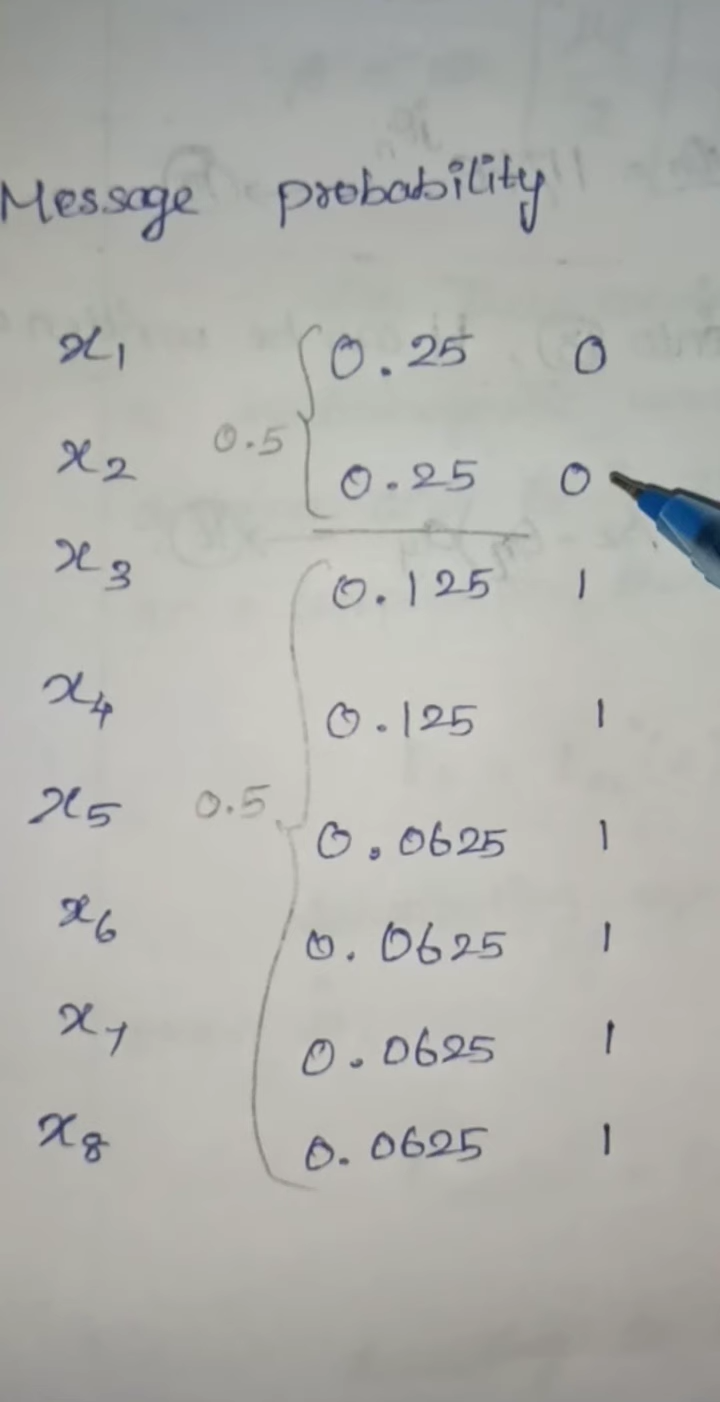 Message probability
x1 0.25 0
0.5
x2 0.25 0
x3 0.125 1
x4 0.125 1
0.5
x5 0.0625 1
x6 0.0625 1
x7 0.0625 1
x8 0.0625 1